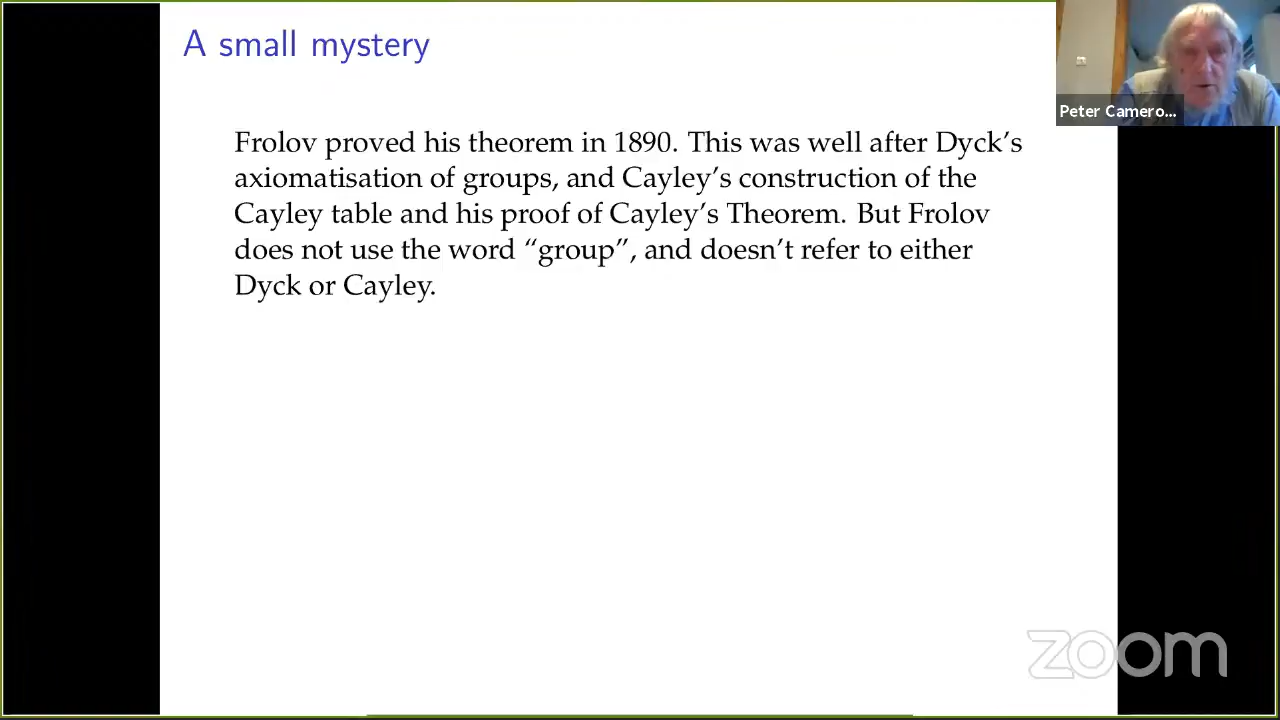 A small mystery
Peter Camero...
Frolov proved his theorem in 1890. This was well after Dyck’s
axiomatisation of groups, and Cayley’s construction of the
Cayley table and his proof of Cayley’s Theorem. But Frolov
does not use the word “group”, and doesn’t refer to either
Dyck or Cayley.
zoom